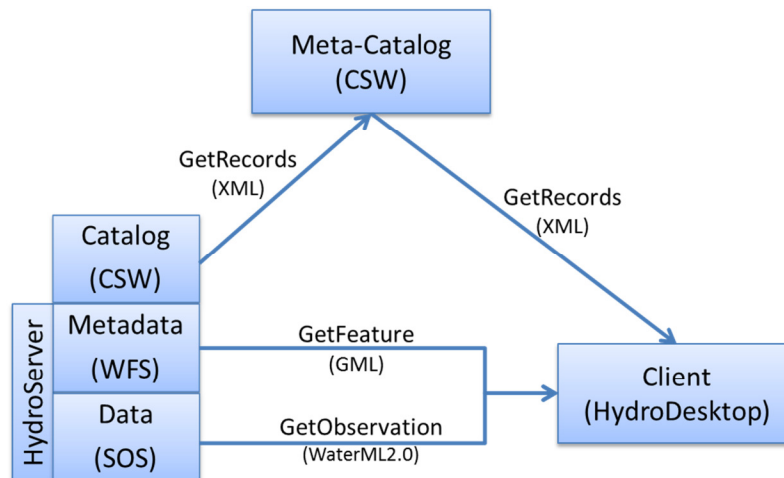 Meta-Catalog
(CSW)
GetRecords
(XML)
GetRecords
(XML)
Catalog
(CSW)
HydroServer
Metadata
(WFS)
GetFeature
(GML)
Data
(SOS)
GetObservation
(WaterML2.0)
Client
(HydroDesktop)